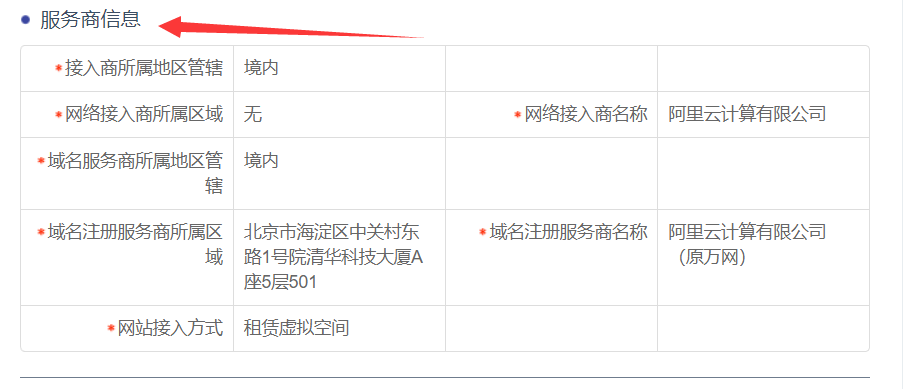 服务商信息
*接入商所属地区管辖 境内
*网络接入商所属区域 无 *网络接入商名称 阿里云计算有限公司
*域名服务商所属地区管
辖 境内
*域名注册服务商所属区
域 北京市海淀区中关村东
路1号院清华科技大厦A
座5层501
*域名注册服务商名称 阿里云计算有限公司
（原万网）
*网站接入方式 租赁虚拟空间